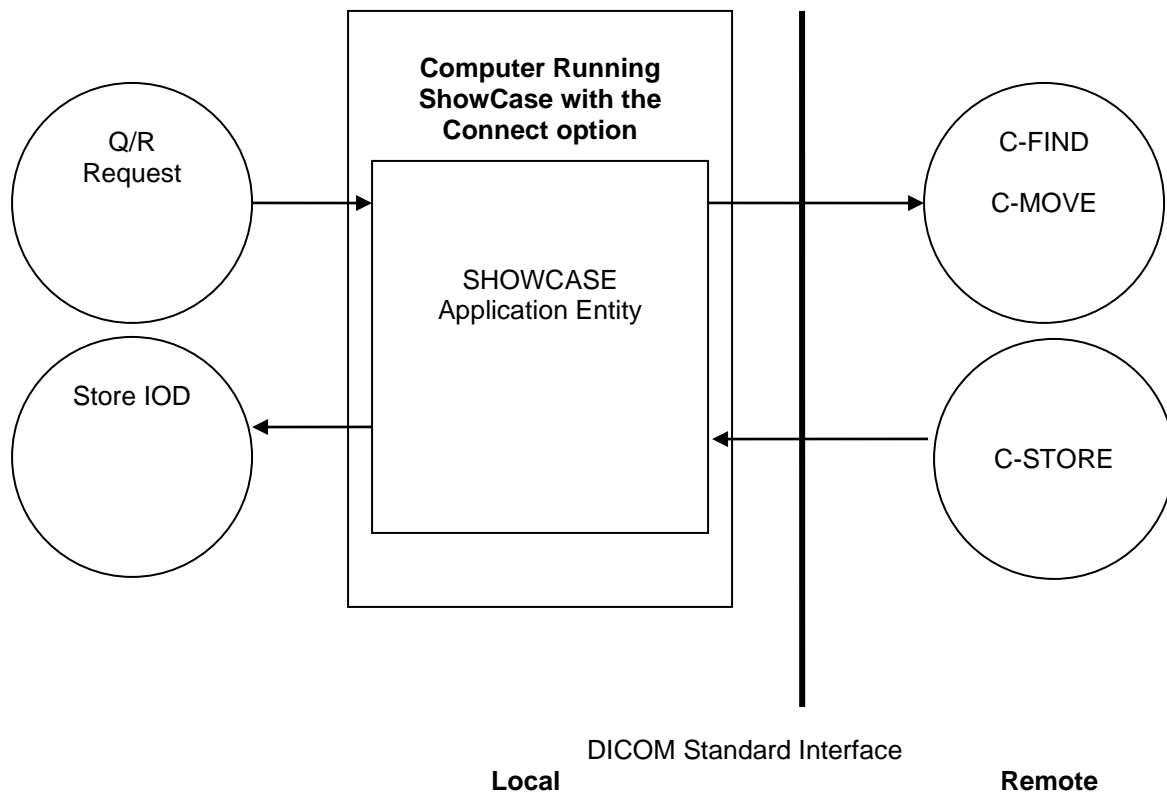 Computer Running
ShowCase with the
Connect option
Q/R
Request
C-FIND
C-MOVE
SHOWCASE
Application Entity
Store IOD
C-STORE
DICOM Standard Interface
Local
Remote